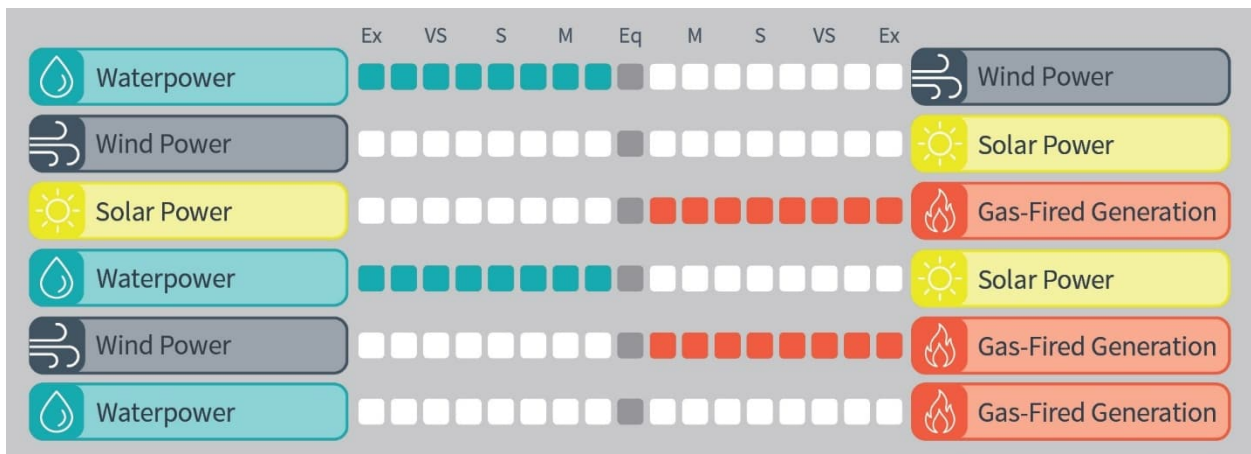 Ex VS S M Eq M S VS Ex
Waterpower Wind Power
Wind Power Solar Power
Solar Power Gas-Fired Generation
Waterpower Solar Power
Wind Power Gas-Fired Generation
Waterpower Gas-Fired Generation